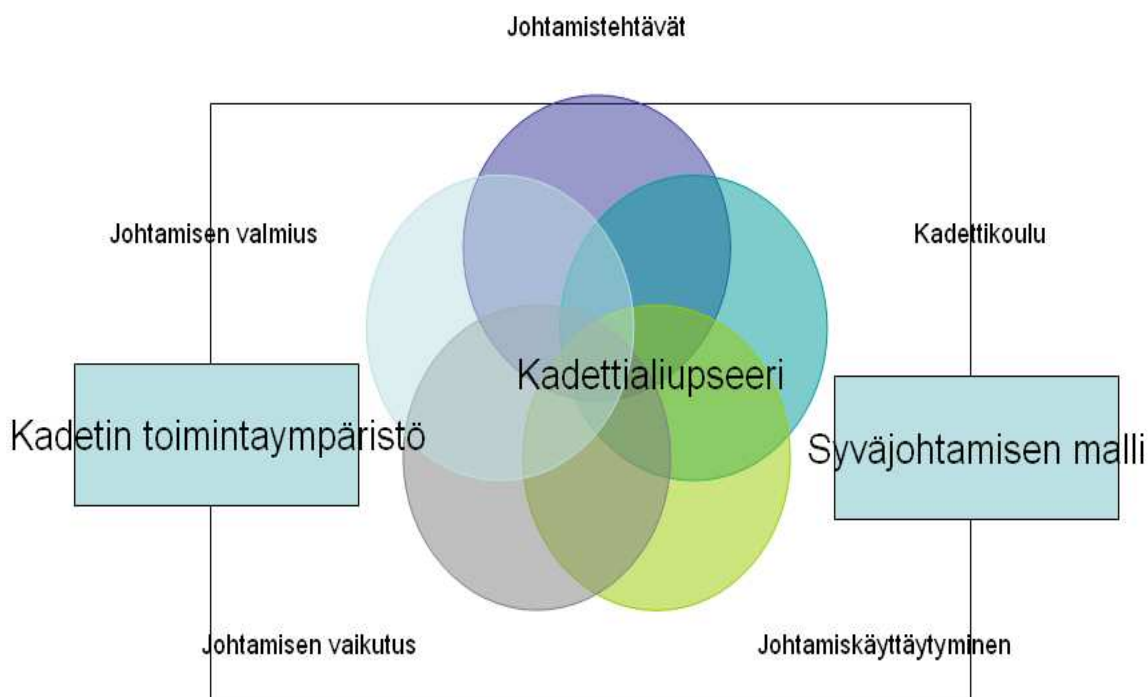 Johtamistehtävät
Johtamisen valmius
Kadettikoulu
Kadettialiupseeri
Kadetin toimintaympäristö
Syväjohtamisen malli
Johtamisen vaikutus
Johtamiskäyttäytyminen